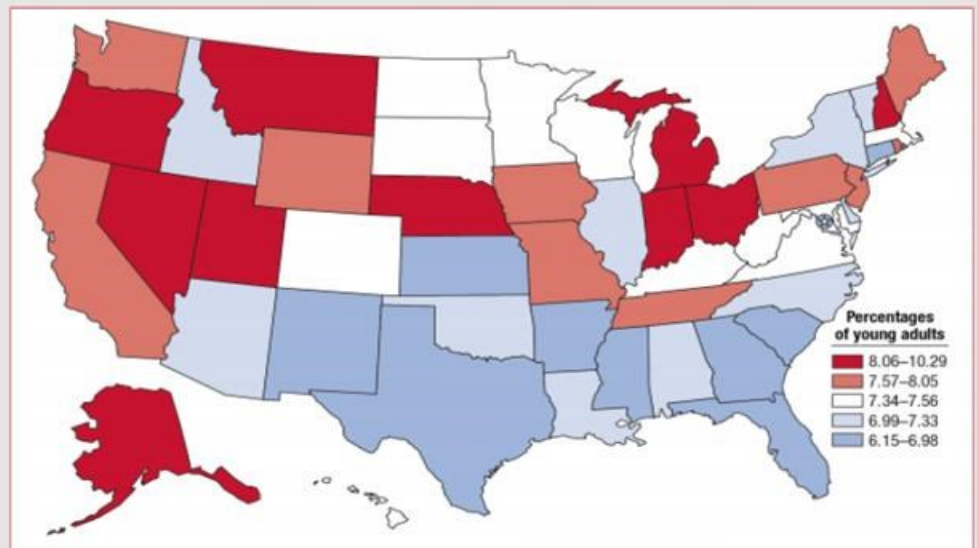 Percentages
of young adults
8.06–10.29
7.57–8.05
7.34–7.56
6.99–7.33
6.15–6.98